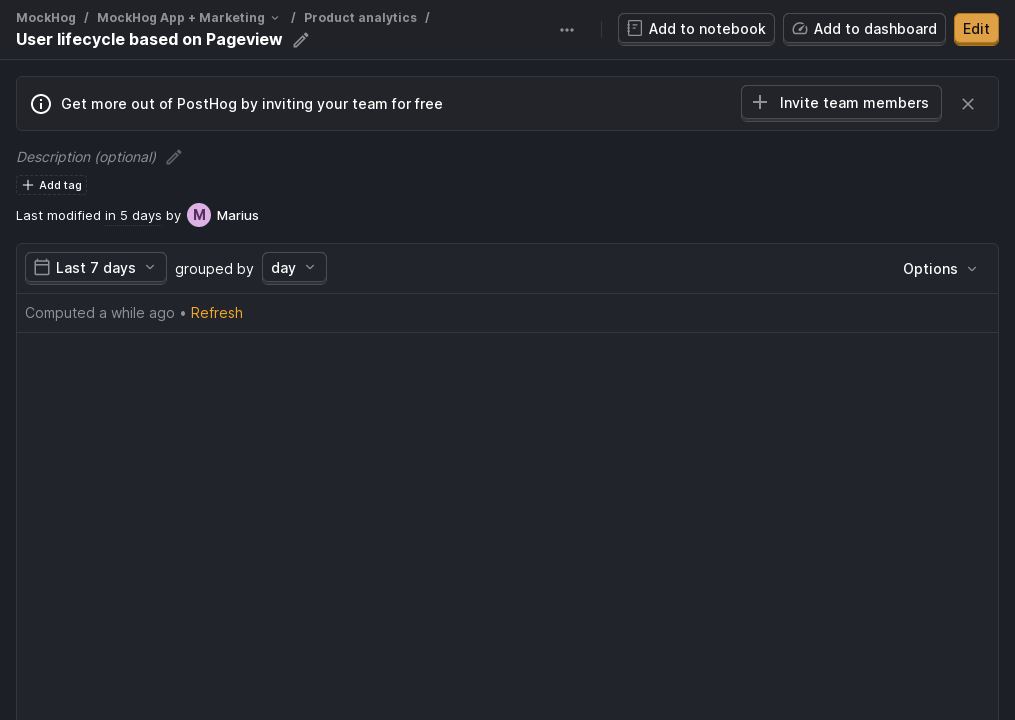 MockHog / MockHog App + Marketing / Product analytics /
User lifecycle based on Pageview
Add to notebook
Add to dashboard
Edit
Get more out of PostHog by inviting your team for free
Invite team members
Description (optional)
Add tag
Last modified in 5 days by M Marius
Last 7 days grouped by day
Options
Computed a while ago • Refresh